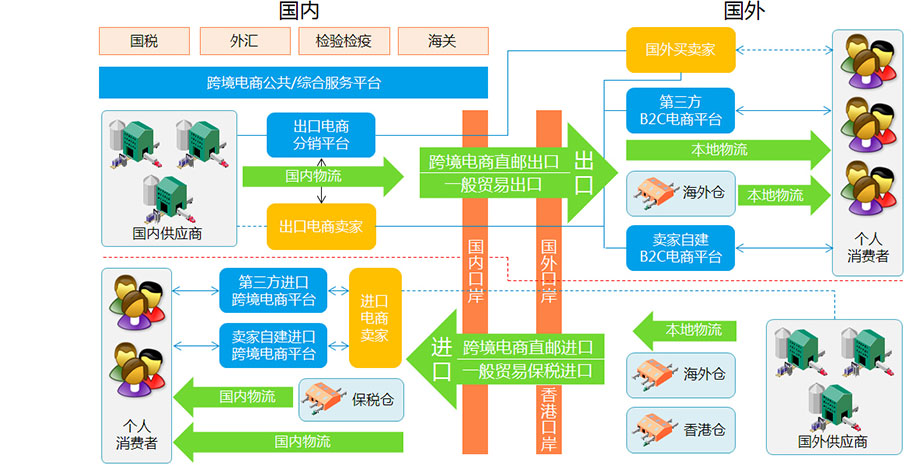 国内
国外
国税
外汇
检验检疫
海关
跨境电商公共/综合服务平台
国外买卖家
出口电商
分销平台
第三方
B2C电商平台
国内物流
跨境电商直邮出口
一般贸易出口
出口
本地物流
海外仓
本地物流
国内供应商
出口电商卖家
卖家自建
B2C电商平台
个人
消费者
国内口岸
国外口岸
第三方进口
跨境电商平台
进口
电商
卖家
卖家自建进口
跨境电商平台
进口
跨境电商直邮进口
一般贸易保税进口
本地物流
海外仓
香港口岸
国内物流
保税仓
香港仓
个人
消费者
国内物流
国外供应商